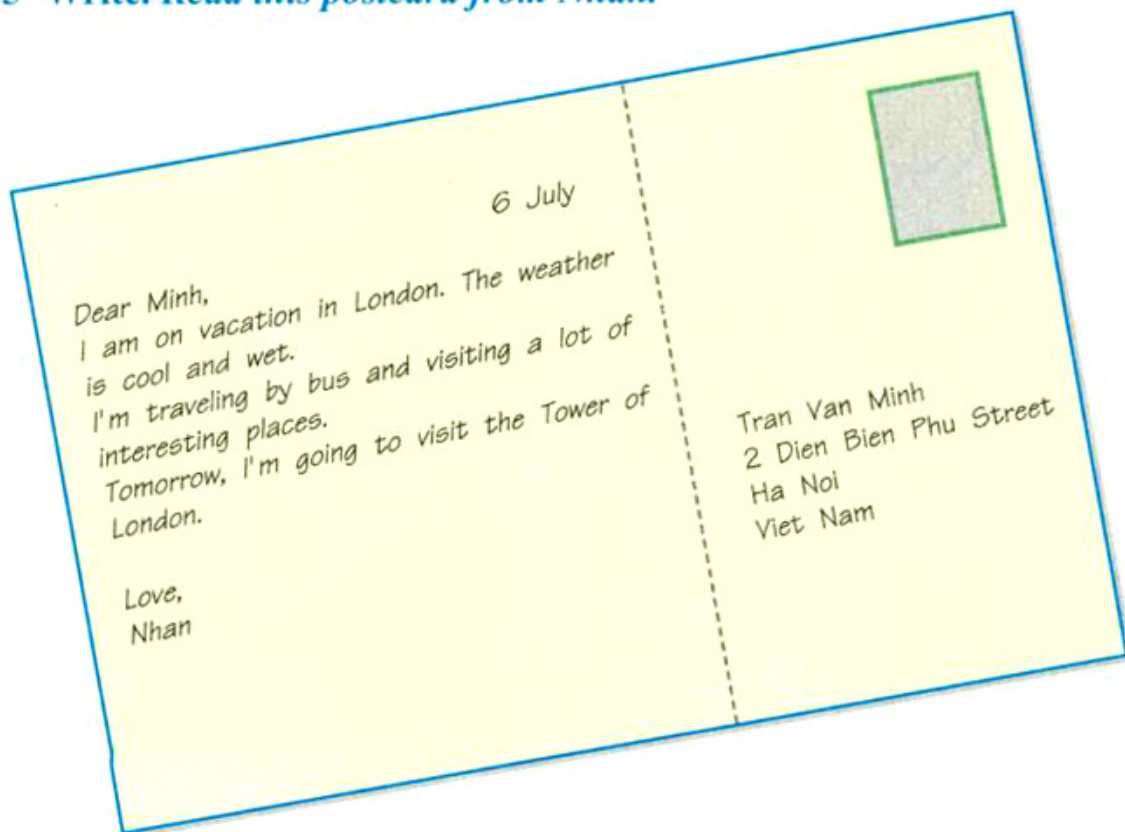 Write. Read this postcard from Nhan.
6 July
Dear Minh,
I am on vacation in London. The weather
is cool and wet.
I'm traveling by bus and visiting a lot of
interesting places.
Tomorrow, I'm going to visit the Tower of
London.
Love,
Nhan
Tran Van Minh
2 Dien Bien Phu Street
Ha Noi
Viet Nam